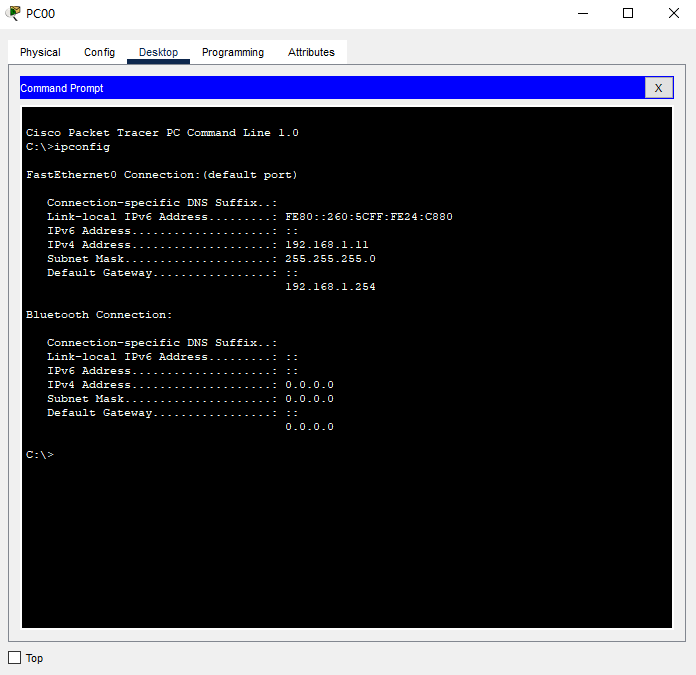 PC00
Physical Config Desktop Programming Attributes
Command Prompt X
Cisco Packet Tracer PC Command Line 1.0
C:\>ipconfig
FastEthernet0 Connection:(default port)
Connection-specific DNS Suffix..:
Link-local IPv6 Address.........: FE80::260:5CFF:FE24:C880
IPv6 Address....................: ::
IPv4 Address....................: 192.168.1.11
Subnet Mask.....................: 255.255.255.0
Default Gateway.................: ::
192.168.1.254
Bluetooth Connection:
Connection-specific DNS Suffix..:
Link-local IPv6 Address.........: ::
IPv6 Address....................: ::
IPv4 Address....................: 0.0.0.0
Subnet Mask.....................: 0.0.0.0
Default Gateway.................: ::
0.0.0.0
C:\>
Top